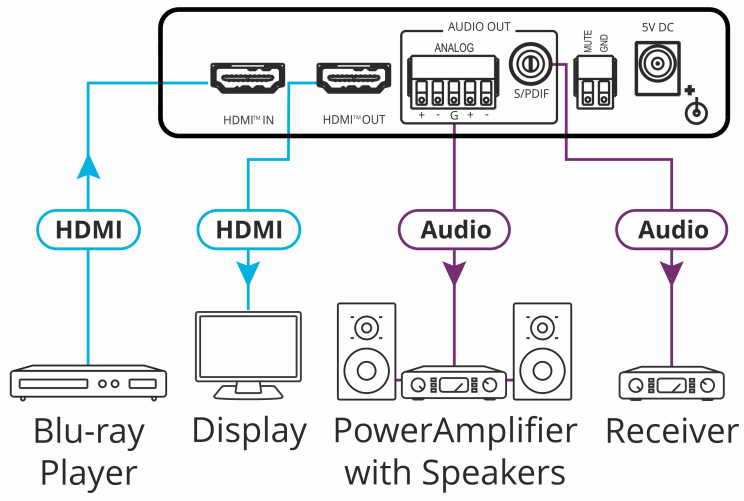 AUDIO OUT
ANALOG
MUTE
GND
5V DC
S/PDIF
HDMI™ IN
HDMI™ OUT
+ - G + -
+
HDMI
HDMI
Audio
Audio
Blu-ray
Player
Display
PowerAmplifier
with Speakers
Receiver